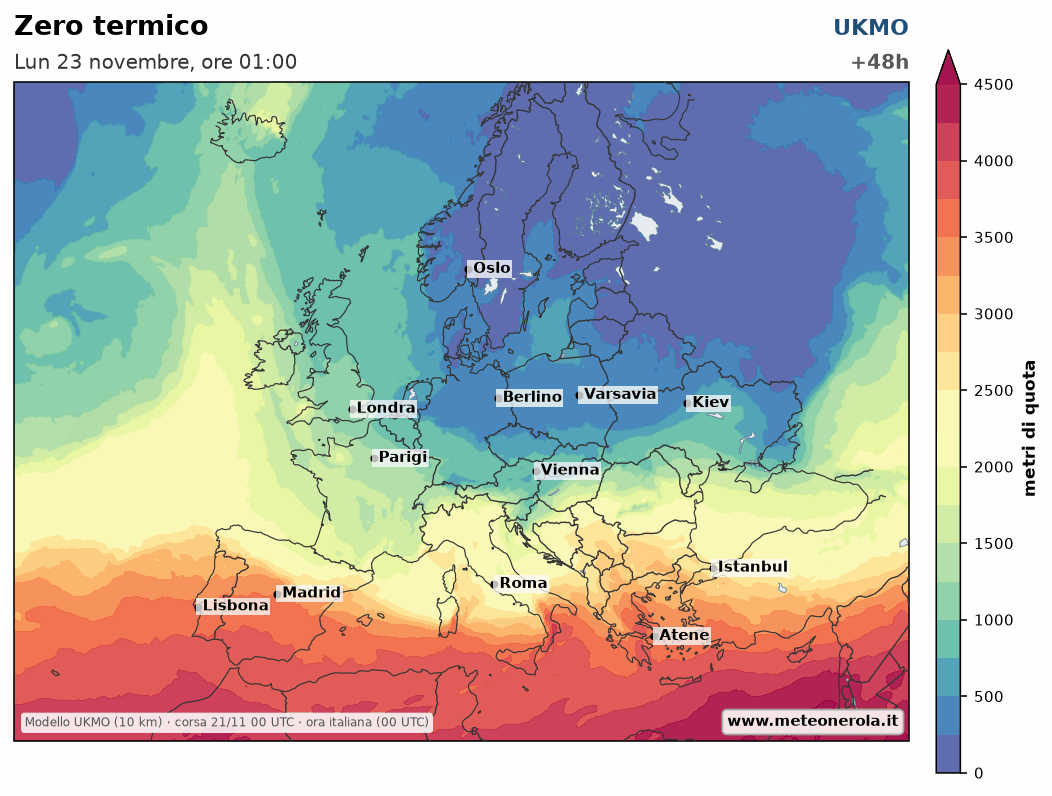 Zero termico
UKMO
Lun 23 novembre, ore 01:00
+48h
4500
4000
3500
3000
2500
2000
1500
1000
500
0
metri di quota
Oslo
Berlino
Varsavia
Kiev
Londra
Parigi
Vienna
Istanbul
Roma
Madrid
Lisbona
Atene
Modello UKMO (10 km) · corsa 21/11 00 UTC · ora italiana (00 UTC)
www.meteonerola.it